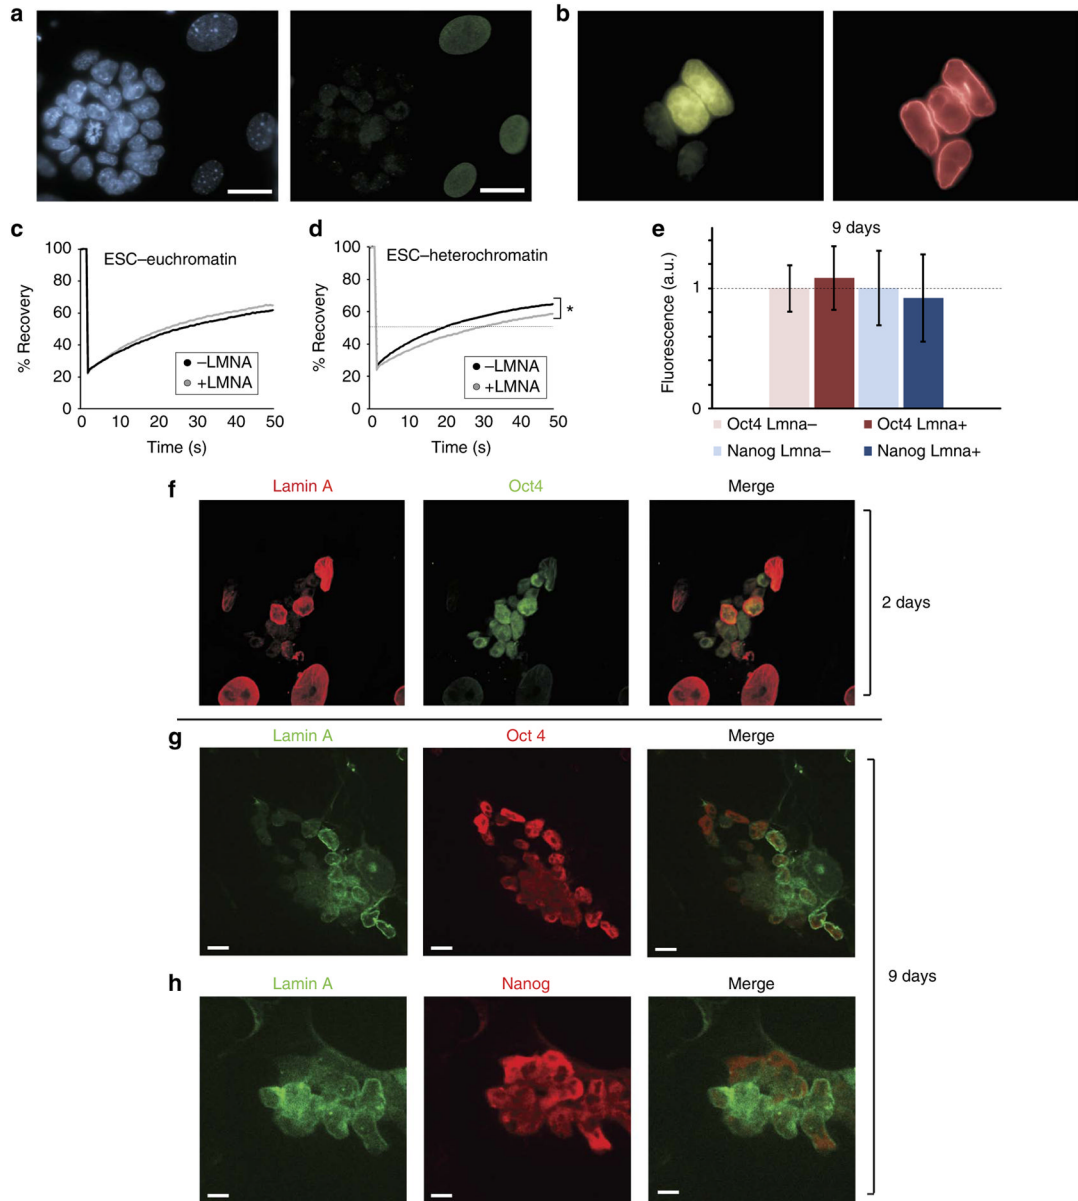 a
b
c
100
80
60
40
20
0
% Recovery
ESC–euchromatin
–LMNA
+LMNA
0 10 20 30 40 50
Time (s)
d
100
80
60
40
20
0
% Recovery
ESC–heterochromatin
*
–LMNA
+LMNA
0 10 20 30 40 50
Time (s)
e
9 days
Fluorescence (a.u.)
1
0
Oct4 Lmna– Oct4 Lmna+
Nanog Lmna– Nanog Lmna+
f
Lamin A Oct4 Merge
2 days
g
Lamin A Oct 4 Merge
9 days
h
Lamin A Nanog Merge